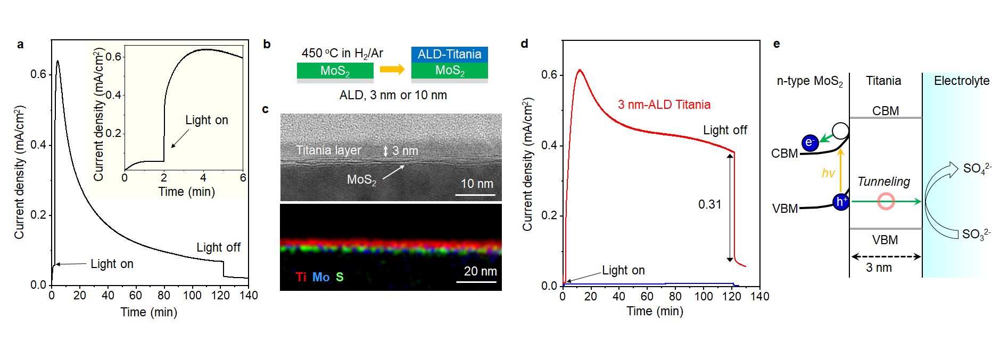 a
Current density (mA/cm²)
0.6
0.4
0.2
0.0
0 20 40 60 80 100 120 140
Time (min)
Light on
Light off
Current density (mA/cm²)
0.6
0.4
0.2
0 2 4 6
Time (min)
Light on
b
450 ºC in H₂/Ar
MoS₂
ALD-Titania
MoS₂
ALD, 3 nm or 10 nm
c
Titania layer
3 nm
MoS₂
10 nm
Ti Mo S
20 nm
d
Current density (mA/cm²)
0.6
0.4
0.2
0.0
0 20 40 60 80 100 120 140
Time (min)
3 nm-ALD Titania
Light off
0.31
Light on
e
n-type MoS₂
Titania
Electrolyte
CBM
e⁻
CBM
hν
Tunneling
SO₄²⁻
h⁺
VBM
VBM
SO₃²⁻
3 nm